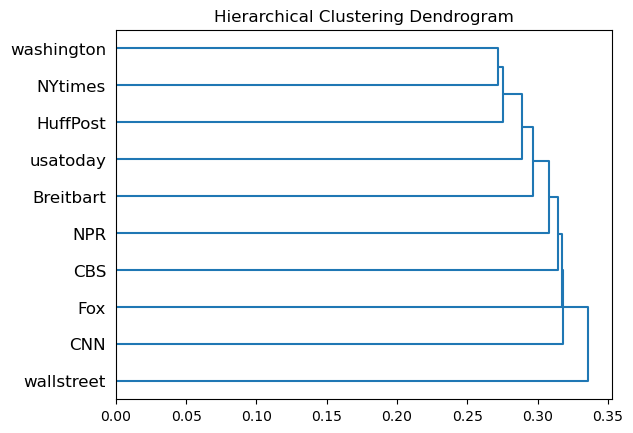 Hierarchical Clustering Dendrogram
washington
NYtimes
HuffPost
usatoday
Breitbart
NPR
CBS
Fox
CNN
wallstreet
0.00 0.05 0.10 0.15 0.20 0.25 0.30 0.35